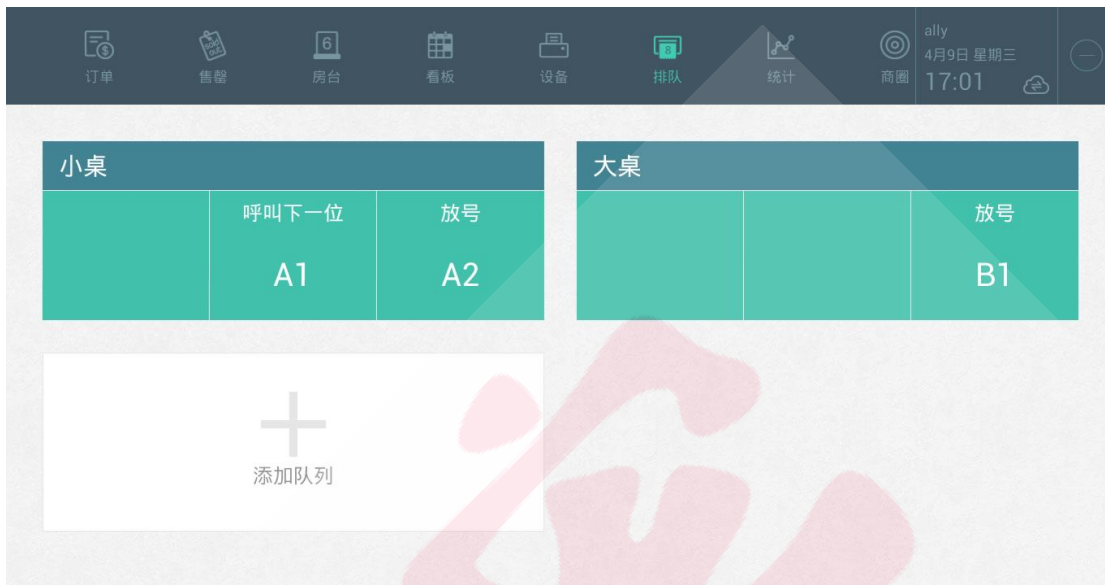 ally
订单 售罄 房台 看板 设备 排队 统计 商圈 4月9日 星期三
sold out 6 8 17:01
小桌 大桌
呼叫下一位 放号 放号
A1 A2 B1
添加队列